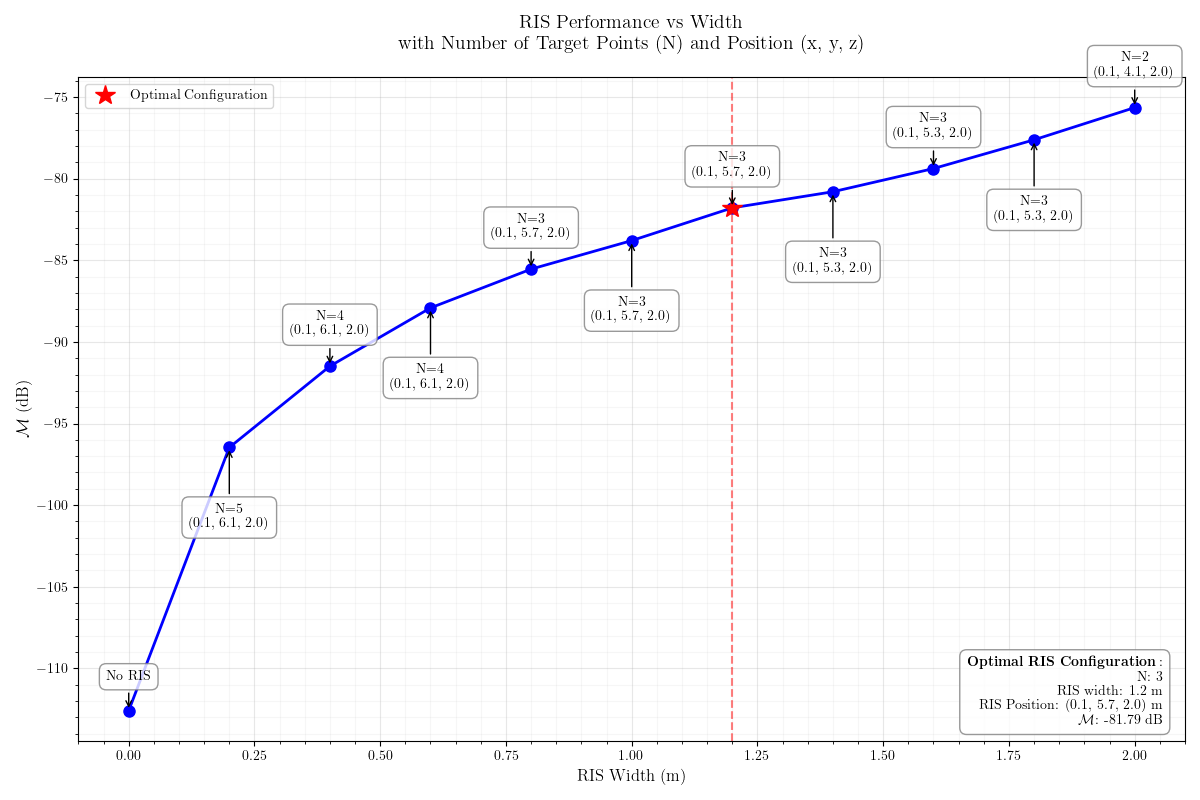 RIS Performance vs Width
with Number of Target Points (N) and Position (x, y, z)
Optimal Configuration
N=2
(0.1, 4.1, 2.0)
N=3
(0.1, 5.3, 2.0)
N=3
(0.1, 5.7, 2.0)
N=3
(0.1, 5.3, 2.0)
N=3
(0.1, 5.7, 2.0)
N=3
(0.1, 5.3, 2.0)
N=3
(0.1, 5.7, 2.0)
N=4
(0.1, 6.1, 2.0)
N=4
(0.1, 6.1, 2.0)
N=5
(0.1, 6.1, 2.0)
No RIS
Optimal RIS Configuration:
N: 3
RIS width: 1.2 m
RIS Position: (0.1, 5.7, 2.0) m
ℳ: -81.79 dB
ℳ (dB)
−75
−80
−85
−90
−95
−100
−105
−110
0.00
0.25
0.50
0.75
1.00
1.25
1.50
1.75
2.00
RIS Width (m)